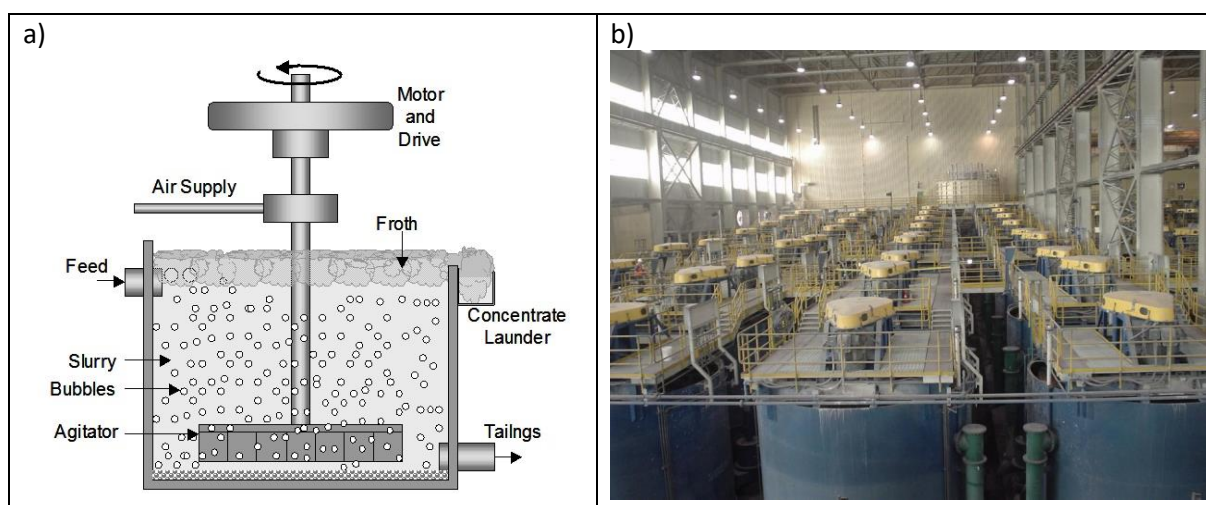 a)
Motor
and
Drive
Air Supply
Froth
Feed
Concentrate
Launder
Slurry
Bubbles
Agitator
Tailngs
b)